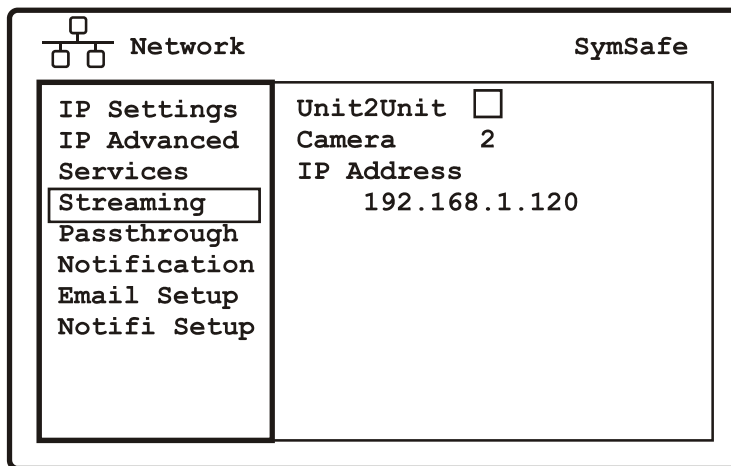 Network SymSafe
IP Settings
IP Advanced
Services
Streaming
Passthrough
Notification
Email Setup
Notifi Setup
Unit2Unit
Camera 2
IP Address
192.168.1.120